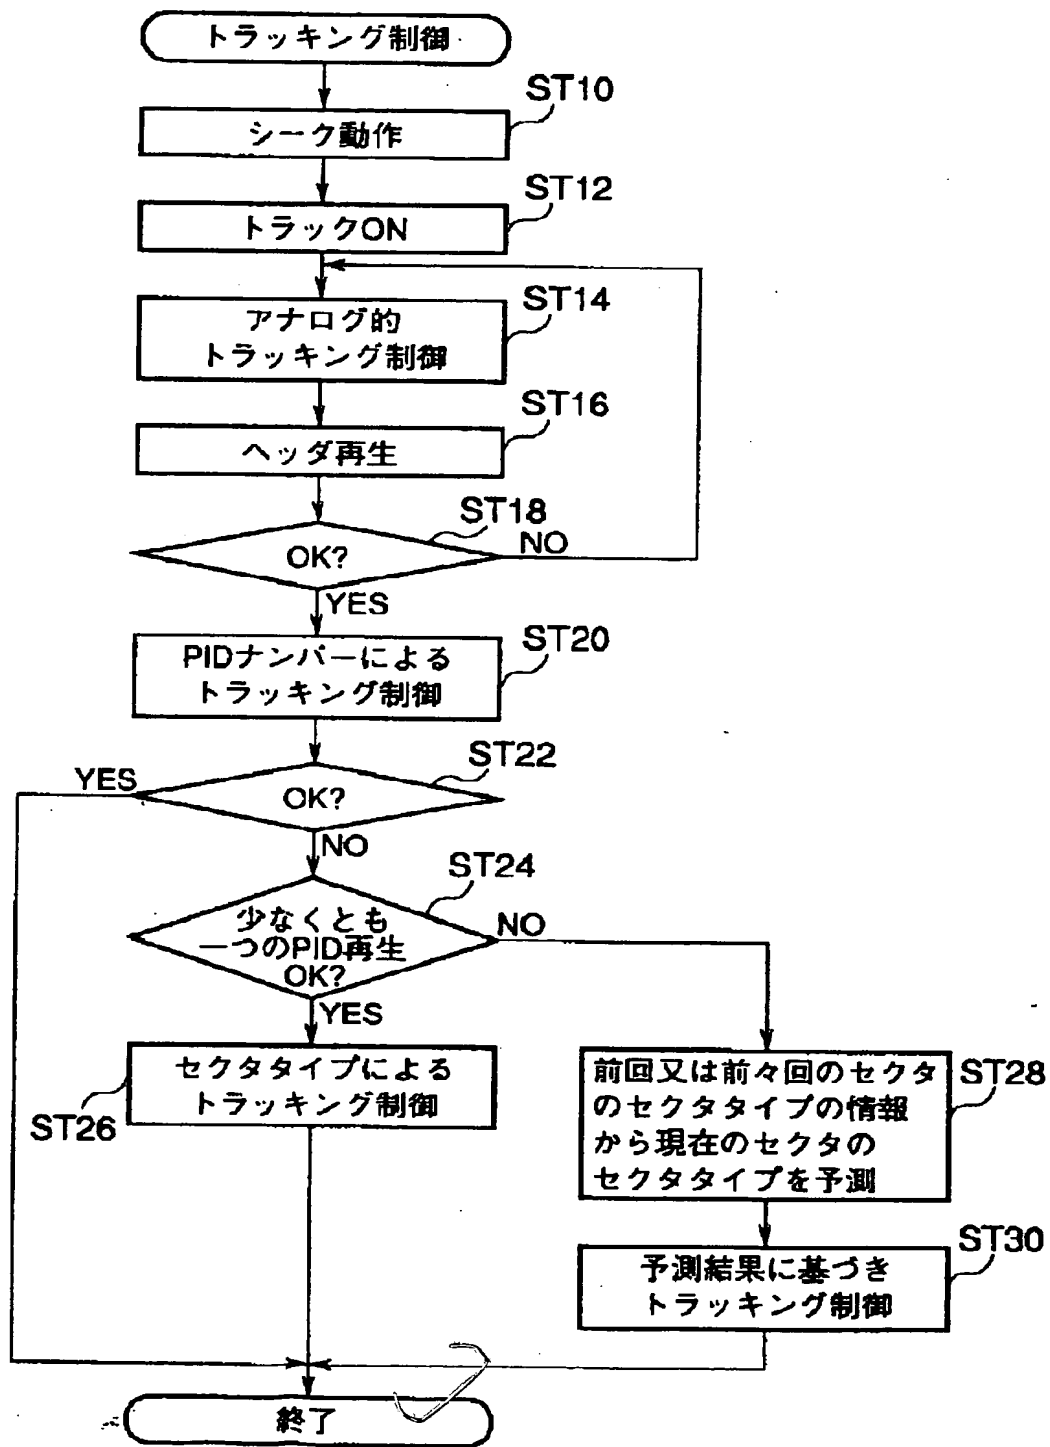 トラッキング制御
ST10
シーク動作
ST12
トラックON
ST14
アナログ的
トラッキング制御
ST16
ヘッダ再生
ST18
OK?
NO
YES
ST20
PIDナンバーによる
トラッキング制御
ST22
YES
OK?
NO
ST24
少なくとも
一つのPID再生
OK?
NO
YES
セクタタイプによる
トラッキング制御
ST26
前回又は前々回のセクタ
のセクタタイプの情報
から現在のセクタの
セクタタイプを予測
ST28
ST30
予測結果に基づき
トラッキング制御
終了